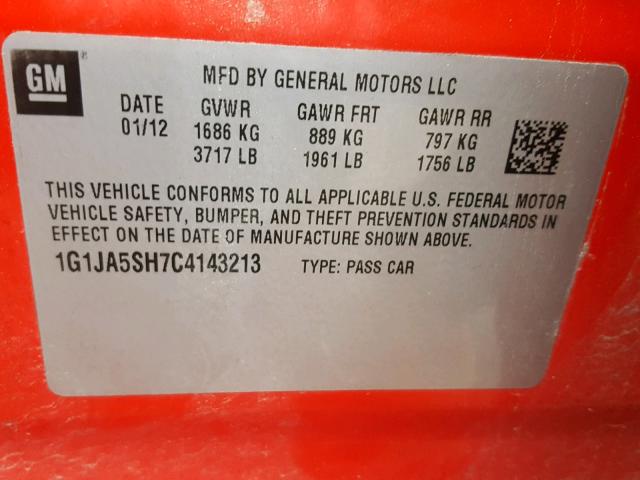 GM
MFD BY GENERAL MOTORS LLC
DATE GVWR GAWR FRT GAWR RR
01/12 1686 KG 889 KG 797 KG
3717 LB 1961 LB 1756 LB
THIS VEHICLE CONFORMS TO ALL APPLICABLE U.S. FEDERAL MOTOR
VEHICLE SAFETY, BUMPER, AND THEFT PREVENTION STANDARDS IN
EFFECT ON THE DATE OF MANUFACTURE SHOWN ABOVE.
1G1JA5SH7C4143213 TYPE: PASS CAR